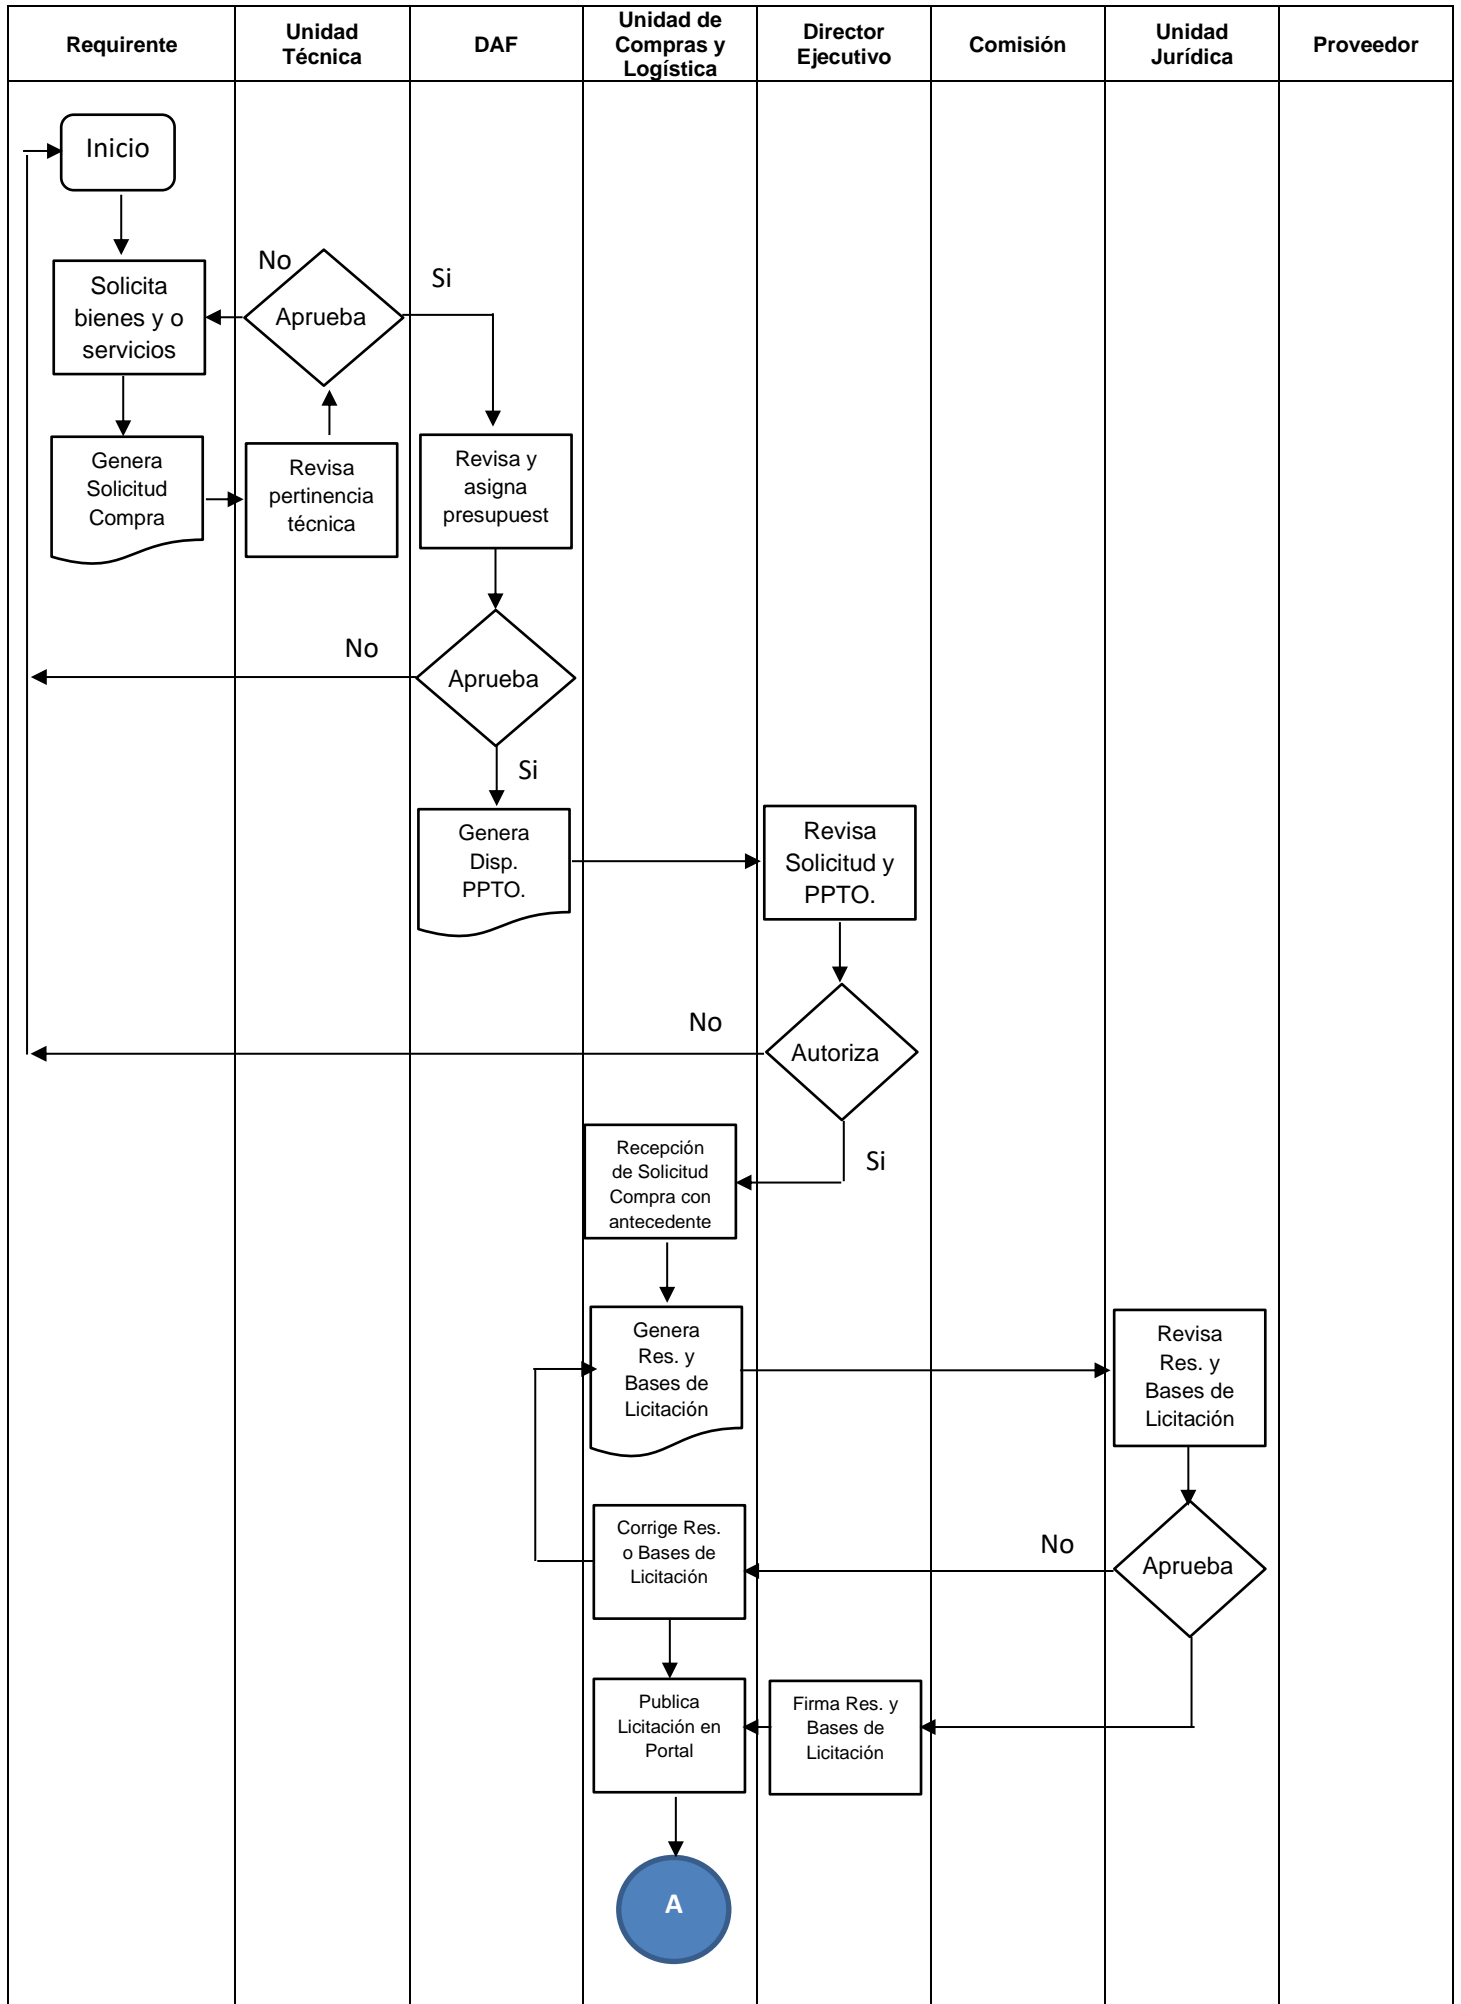 Requirente
Unidad
Técnica
DAF
Unidad de
Compras y
Logística
Director
Ejecutivo
Comisión
Unidad
Jurídica
Proveedor
Inicio
Solicita
bienes y o
servicios
No
Aprueba
Si
Genera
Solicitud
Compra
Revisa
pertinencia
técnica
Revisa y
asigna
presupuest
No
Aprueba
Si
Genera
Disp.
PPTO.
Revisa
Solicitud y
PPTO.
No
Autoriza
Si
Recepción
de Solicitud
Compra con
antecedente
Genera
Res. y
Bases de
Licitación
Revisa
Res. y
Bases de
Licitación
Corrige Res.
o Bases de
Licitación
No
Aprueba
Publica
Licitación en
Portal
Firma Res. y
Bases de
Licitación
A